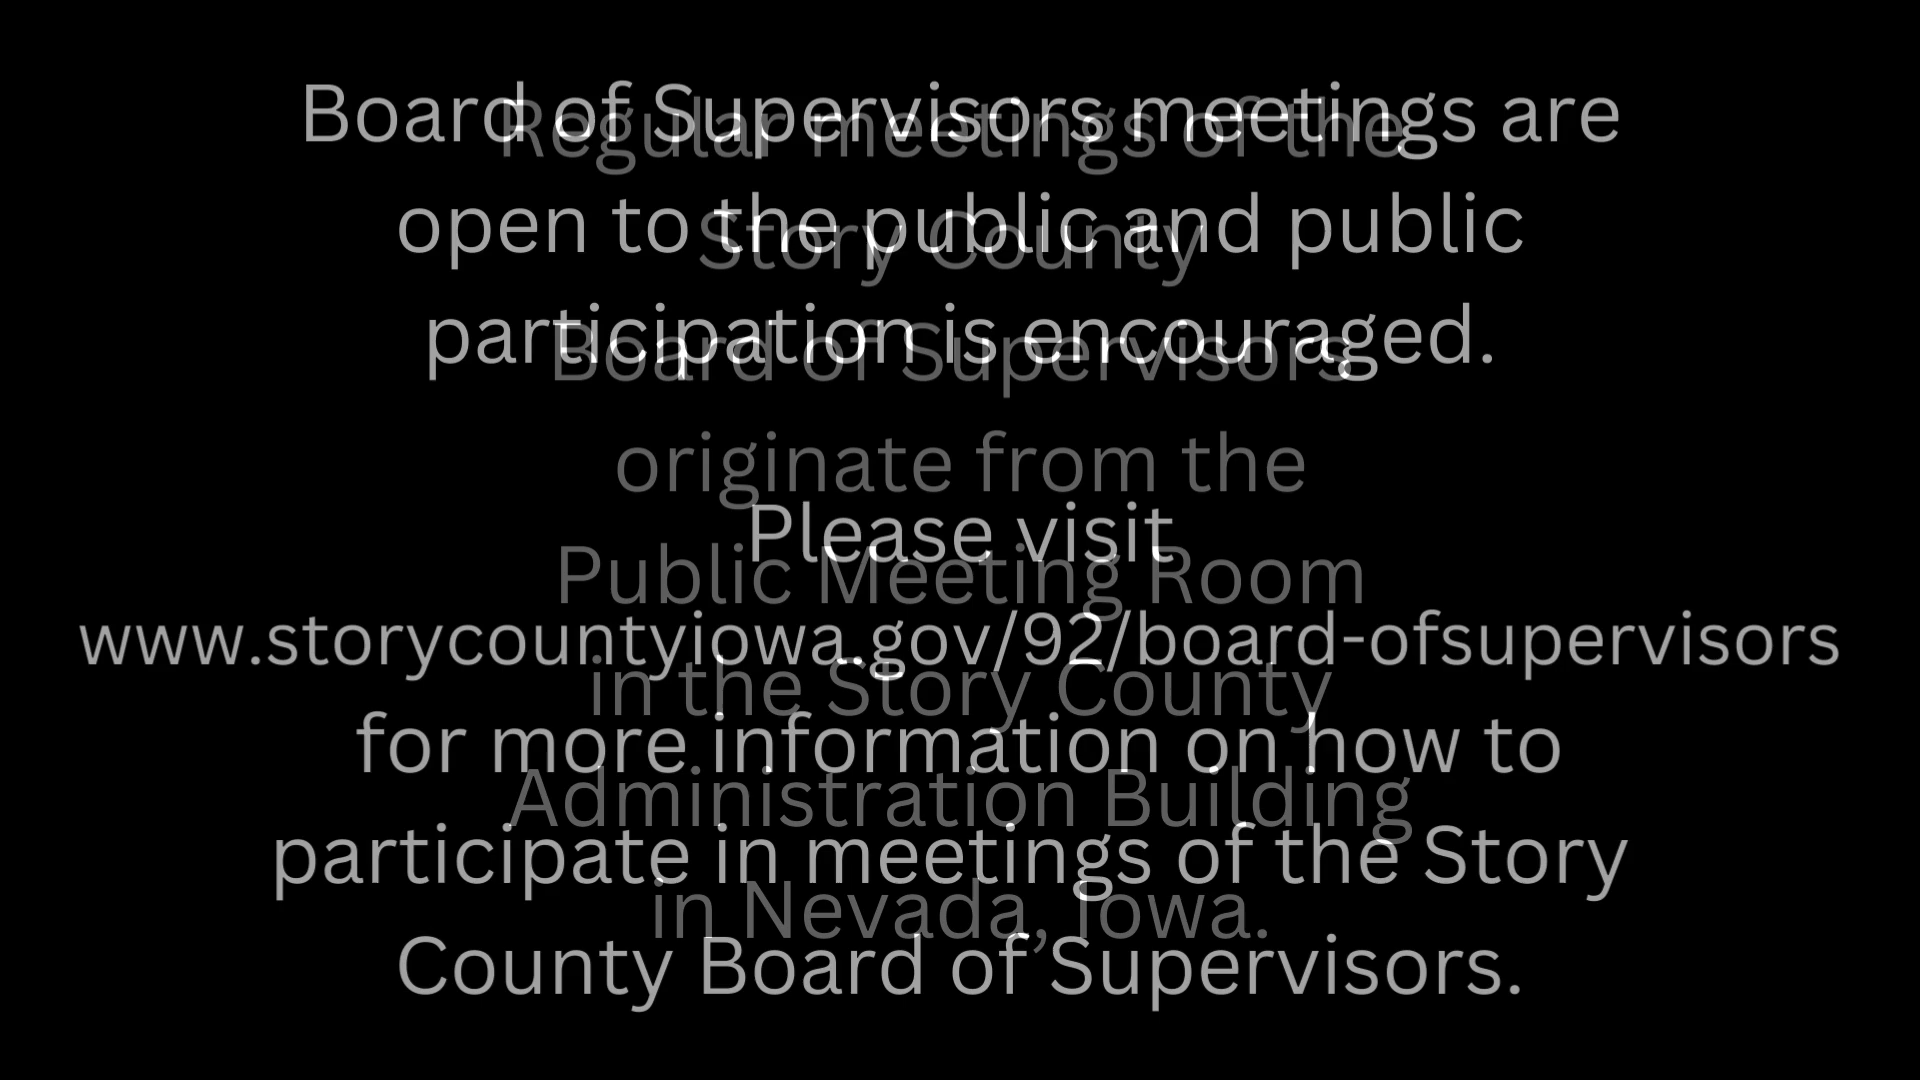 Board of Supervisors meetings are
open to the public and public
participation is encouraged.
Please visit
www.storycountyiowa.gov/92/board-ofsupervisors
for more information on how to
participate in meetings of the Story
County Board of Supervisors.
Regular meetings of the
Story County
Board of Supervisors
originate from the
Public Meeting Room
in the Story County
Administration Building
in Nevada, Iowa.